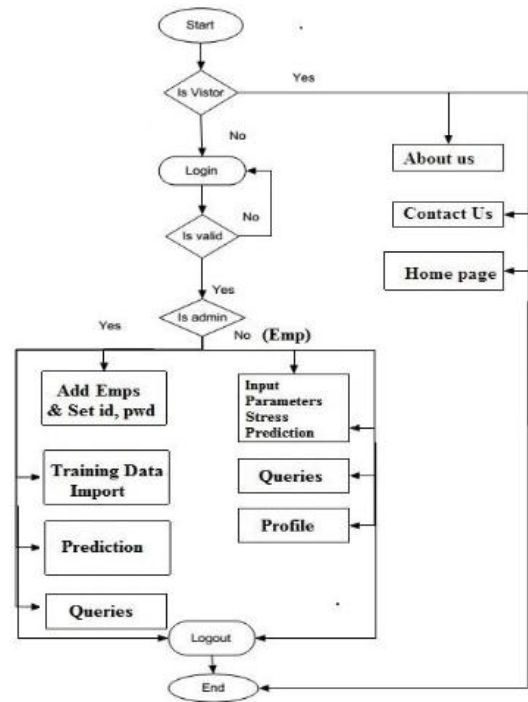 Start
Yes
Is Vistor
No
About us
Login
Contact Us
No
Is valid
Home page
Yes
Is admin
Yes
No
(Emp)
Add Emps
& Set id, pwd
Input
Parameters
Stress
Prediction
Training Data
Import
Queries
Profile
Prediction
Queries
Logout
End